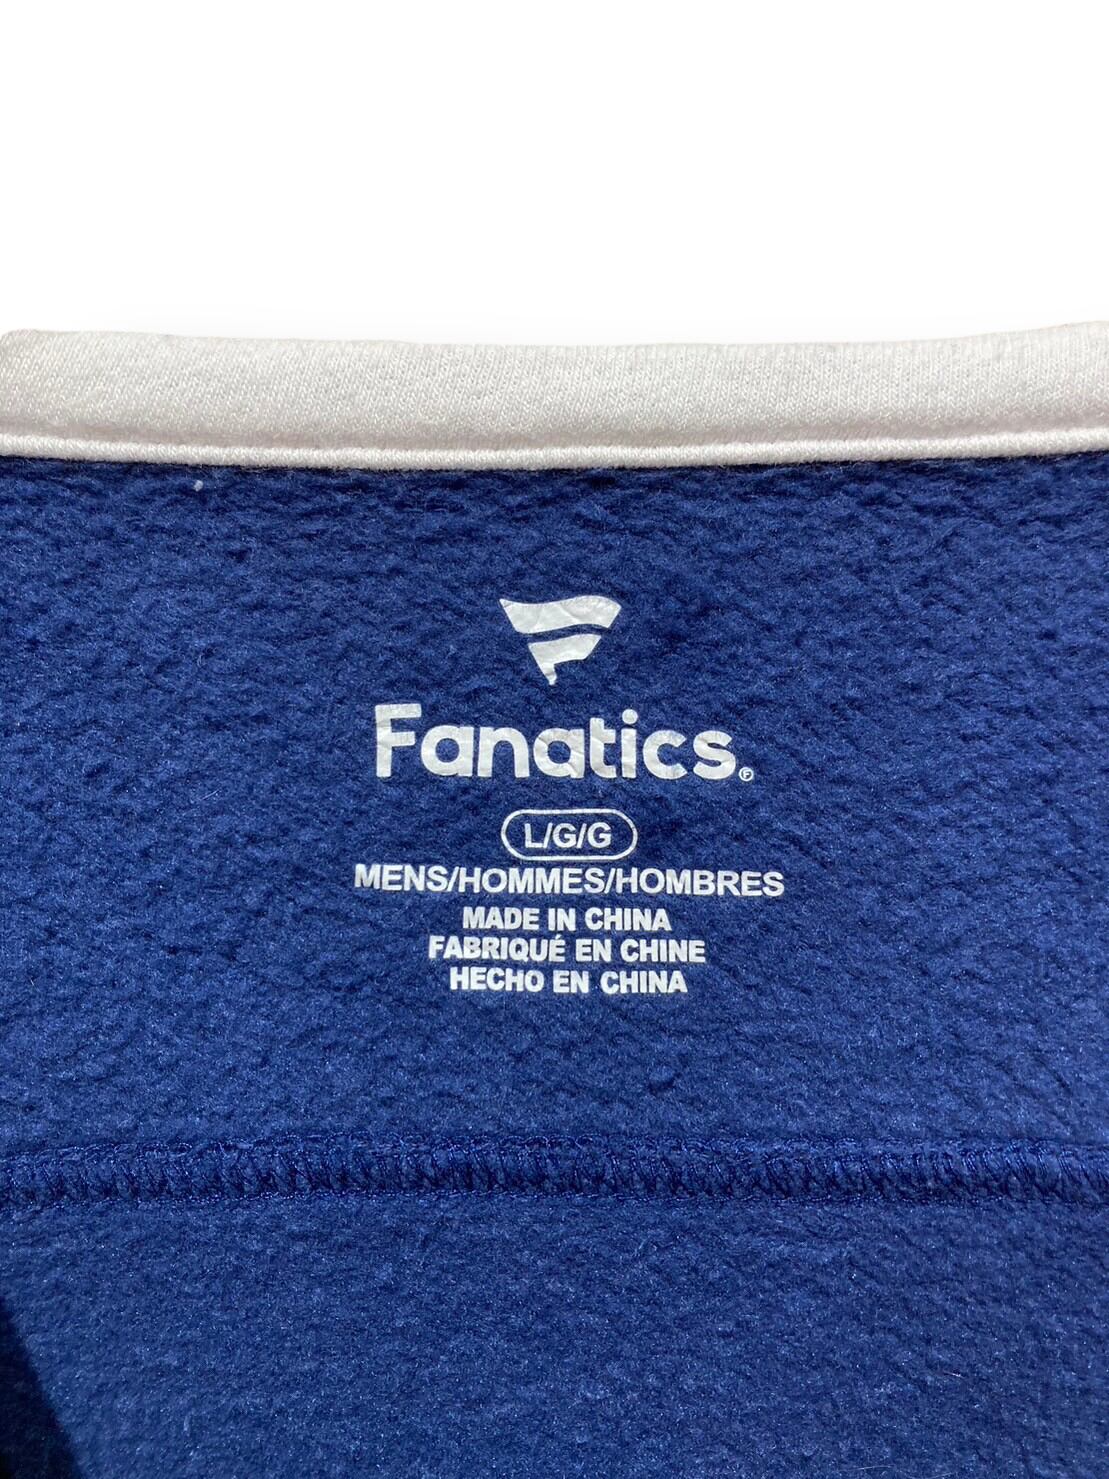 Fanatics®
L/G/G
MENS/HOMMES/HOMBRES
MADE IN CHINA
FABRIQUÉ EN CHINE
HECHO EN CHINA